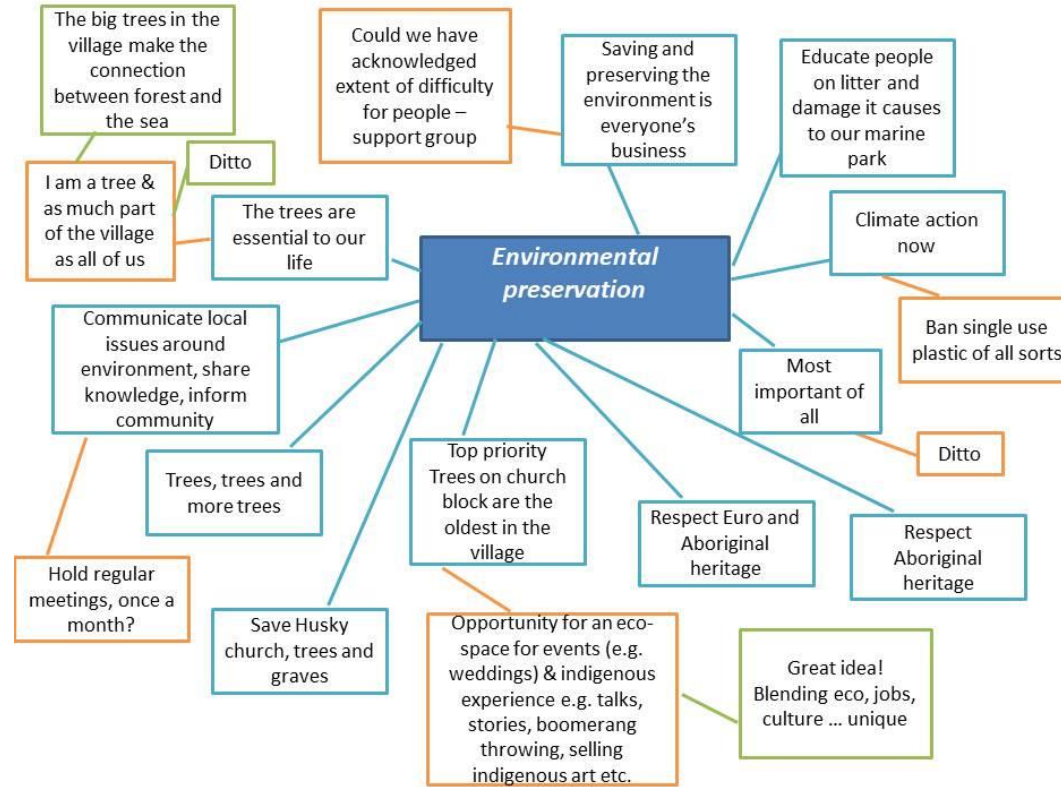 The big trees in the
village make the
connection
between forest and
the sea
Could we have
acknowledged
extent of difficulty
for people –
support group
Saving and
preserving the
environment is
everyone's
business
Educate people
on litter and
damage it causes
to our marine
park
Ditto
I am a tree &
as much part
of the village
as all of us
The trees are
essential to our
life
Environmental
preservation
Climate action
now
Communicate local
issues around
environment, share
knowledge, inform
community
Ban single use
plastic of all sorts
Most
important of
all
Ditto
Trees, trees and
more trees
Top priority
Trees on church
block are the
oldest in the
village
Respect Euro and
Aboriginal
heritage
Respect
Aboriginal
heritage
Hold regular
meetings, once a
month?
Save Husky
church, trees and
graves
Opportunity for an eco-
space for events (e.g.
weddings) & indigenous
experience e.g. talks,
stories, boomerang
throwing, selling
indigenous art etc.
Great idea!
Blending eco, jobs,
culture ... unique